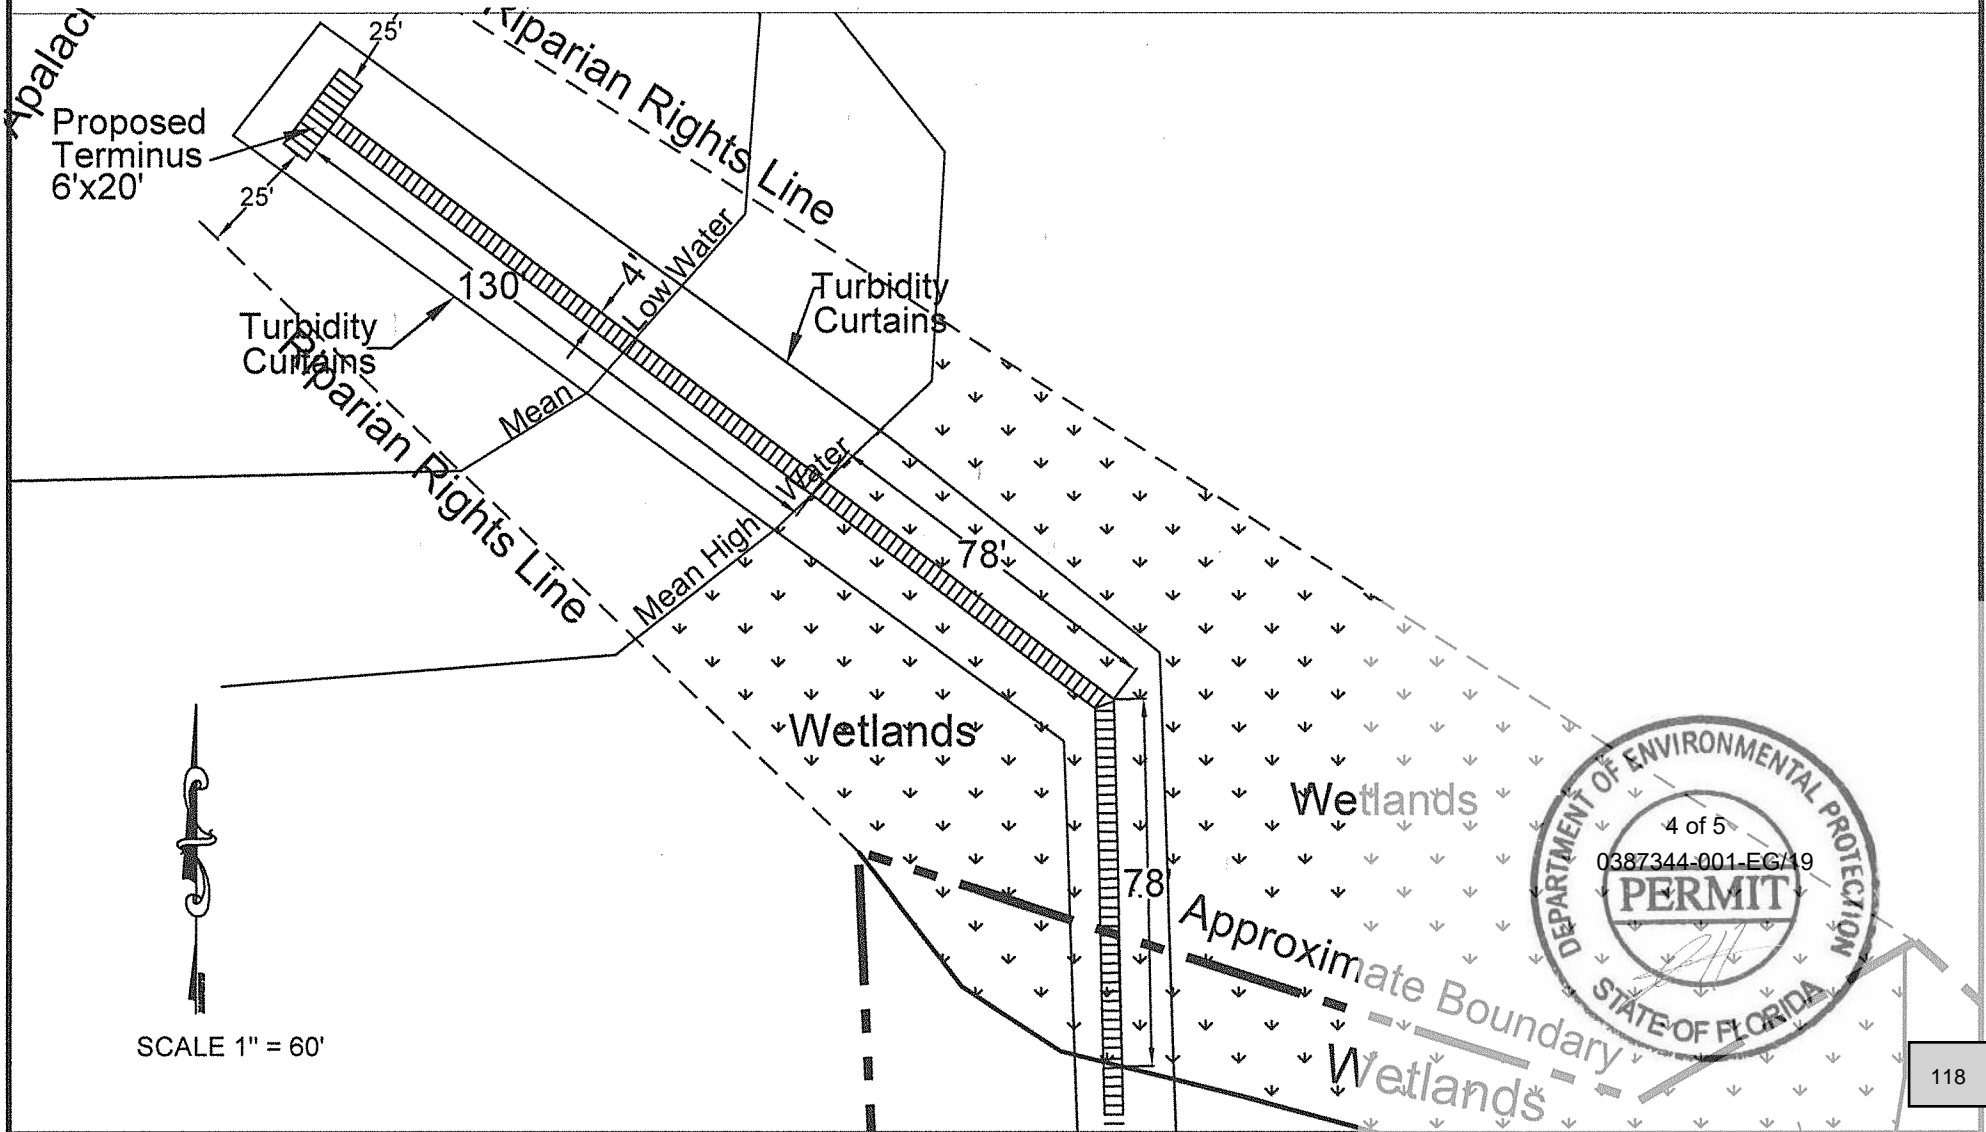 Apalac
25'
Riparian Rights Line
Proposed
Terminus
6'x20'
25'
130'
4'
Mean Low Water
Turbidity
Curtains
Turbidity
Curtains
Riparian Rights Line
Mean High Water
78'
Wetlands
Wetlands
78'
Approximate Boundary
Wetlands
SCALE 1" = 60'
DEPARTMENT OF ENVIRONMENTAL PROTECTION
4 of 5
0387344-001-EG/19
PERMIT
STATE OF FLORIDA
118